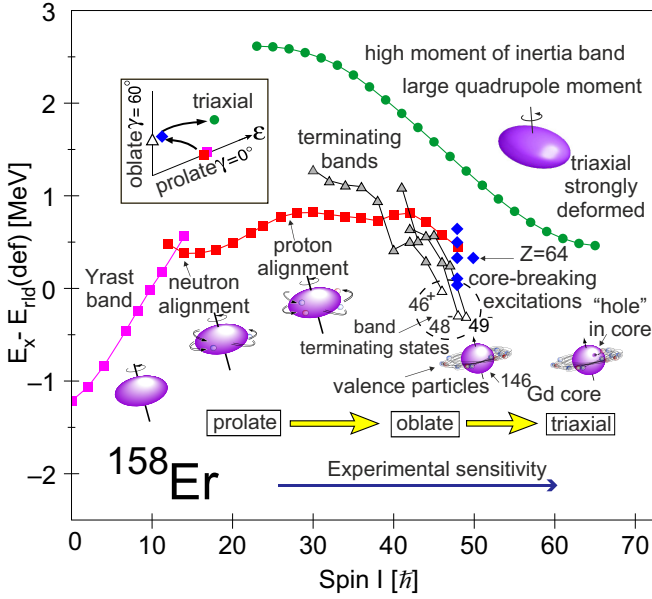 3
2
1
0
−1
−2
E_x - E_rld(def) [MeV]
0
10
20
30
40
50
60
70
Spin I [ħ]
oblate γ = 60°
triaxial
ε
prolate γ=0°
high moment of inertia band
large quadrupole moment
terminating
bands
triaxial
strongly
deformed
Yrast
band
neutron
alignment
proton
alignment
Z=64
core-breaking
excitations
46⁺
48⁻
49⁻
band
terminating states
"hole"
in core
valence particles
146
Gd core
prolate
oblate
triaxial
Experimental sensitivity
¹⁵⁸Er